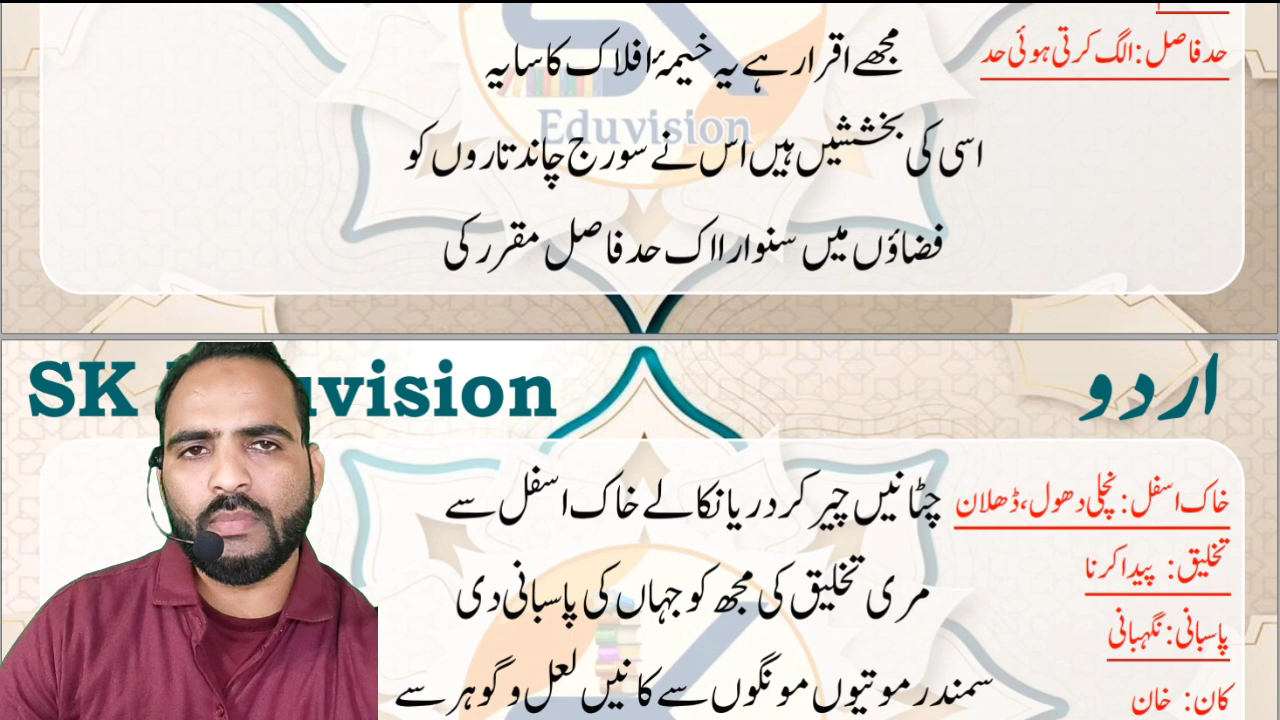 حد فاصل : الگ کرتی ہوئی حد
مجھے اقرار ہے یہ خیمۂ افلاک کا سایہ
Eduvision
اسی کی بخششیں ہیں اس نے سورج چاند تاروں کو
فضاؤں میں سنوارا اک حد فاصل مقرر کی
SK Eduvision
اردو
خاک اسفل : نچلی دھول، ڈھلان
چٹانیں چیر کر دریا نکالے خاک اسفل سے
تخلیق : پیدا کرنا
مری تخلیق کی مجھ کو جہاں کی پاسبانی دی
پاسبانی : نگہبانی
سمندر موتیوں مونگوں سے کانیں لعل و گوہر سے
کان : خان